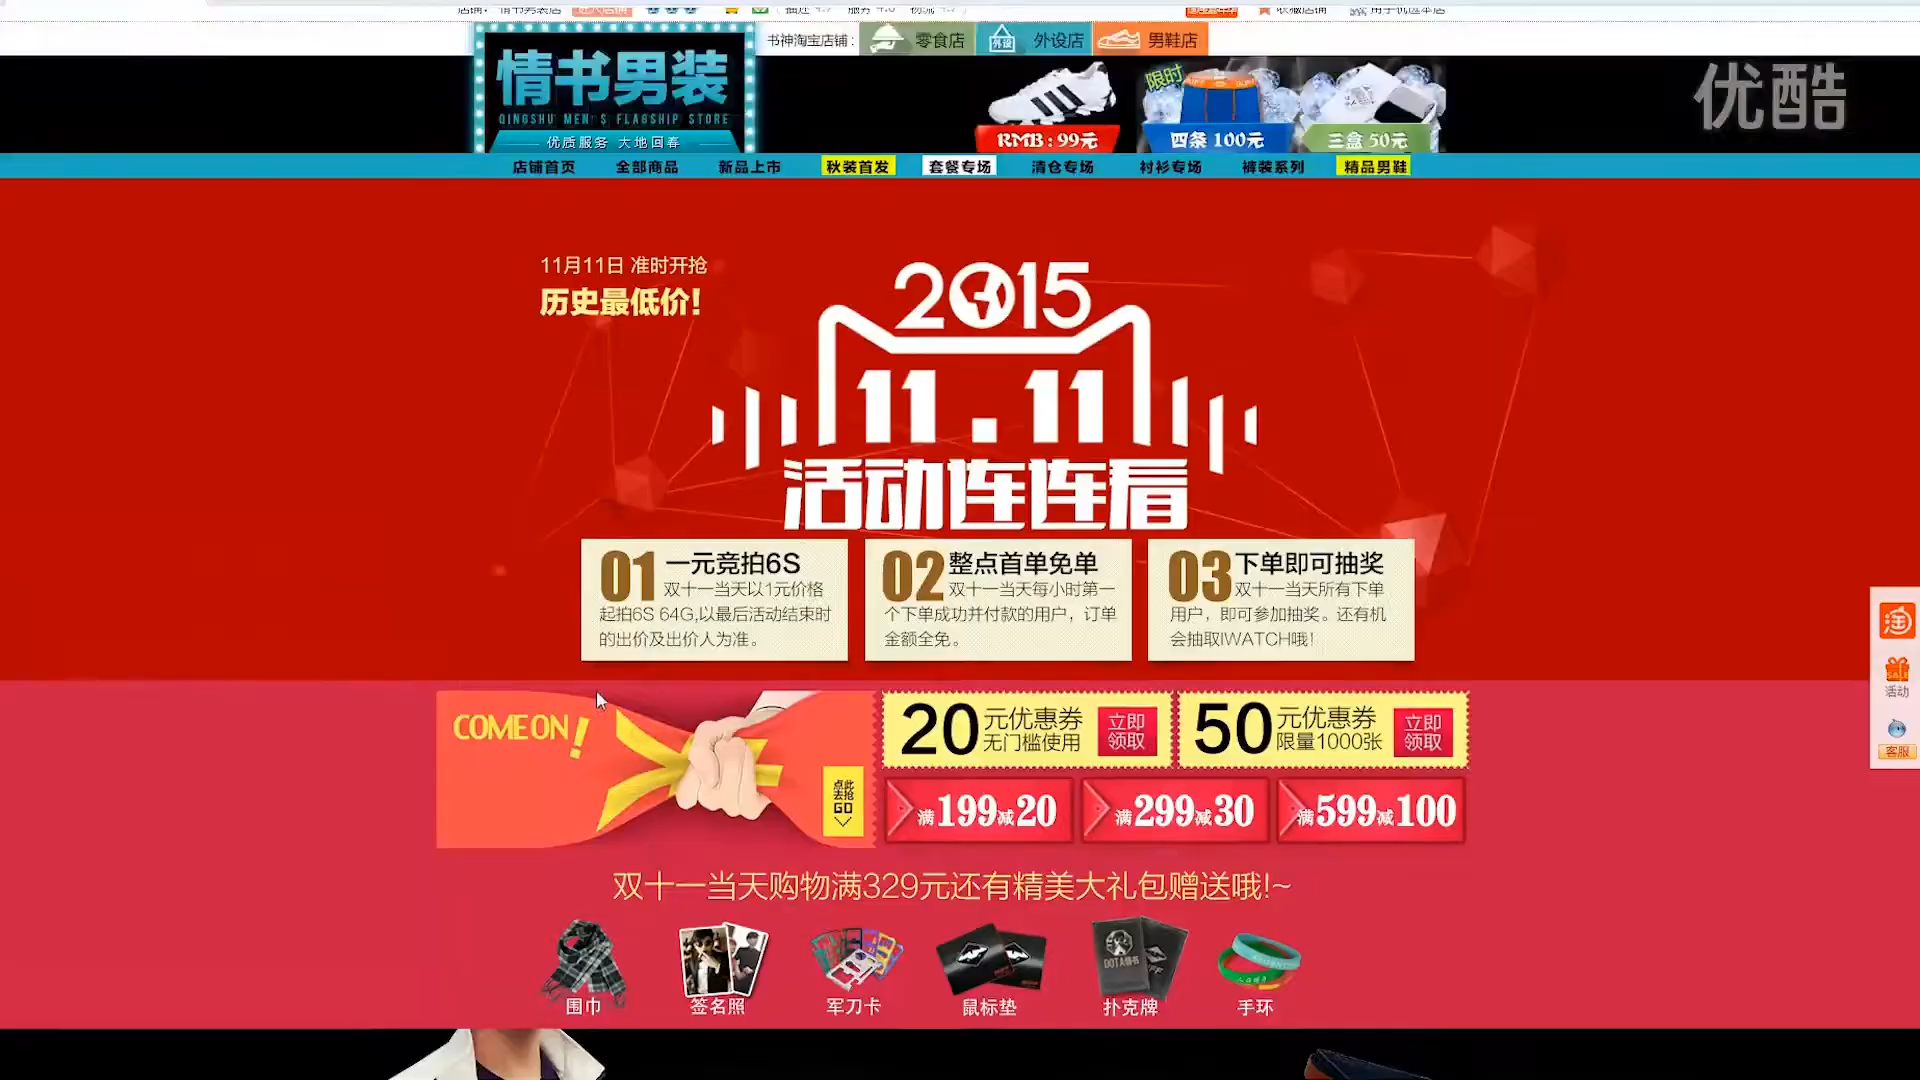 书神淘宝店铺：
零食店
外设
外设店
男鞋店
优酷
情书男装
QINGSHU MEN'S FLAGSHIP STORE
优质服务 大地回春
RMB:99元
限时
四条 100元
三盒 50元
店铺首页 全部商品 新品上市 秋装首发 套餐专场 清仓专场 衬衫专场 裤装系列 精品男鞋
11月11日 准时开抢
历史最低价!
2015
11.11
活动连连看
01 一元竞拍6S
双十一当天以1元价格
起拍6S 64G,以最后活动结束时
的出价及出价人为准。
02 整点首单免单
双十一当天每小时第一
个下单成功并付款的用户，订单
金额全免。
03 下单即可抽奖
双十一当天所有下单
用户，即可参加抽奖。还有机
会抽取IWATCH哦!
淘
活动
客服
COME ON!
点此
去抢
GO
20元优惠券
无门槛使用
立即
领取
50元优惠券
限量1000张
立即
领取
满199减20
满299减30
满599减100
双十一当天购物满329元还有精美大礼包赠送哦!~
DOTA情书
围巾 签名照 军刀卡 鼠标垫 扑克牌 手环